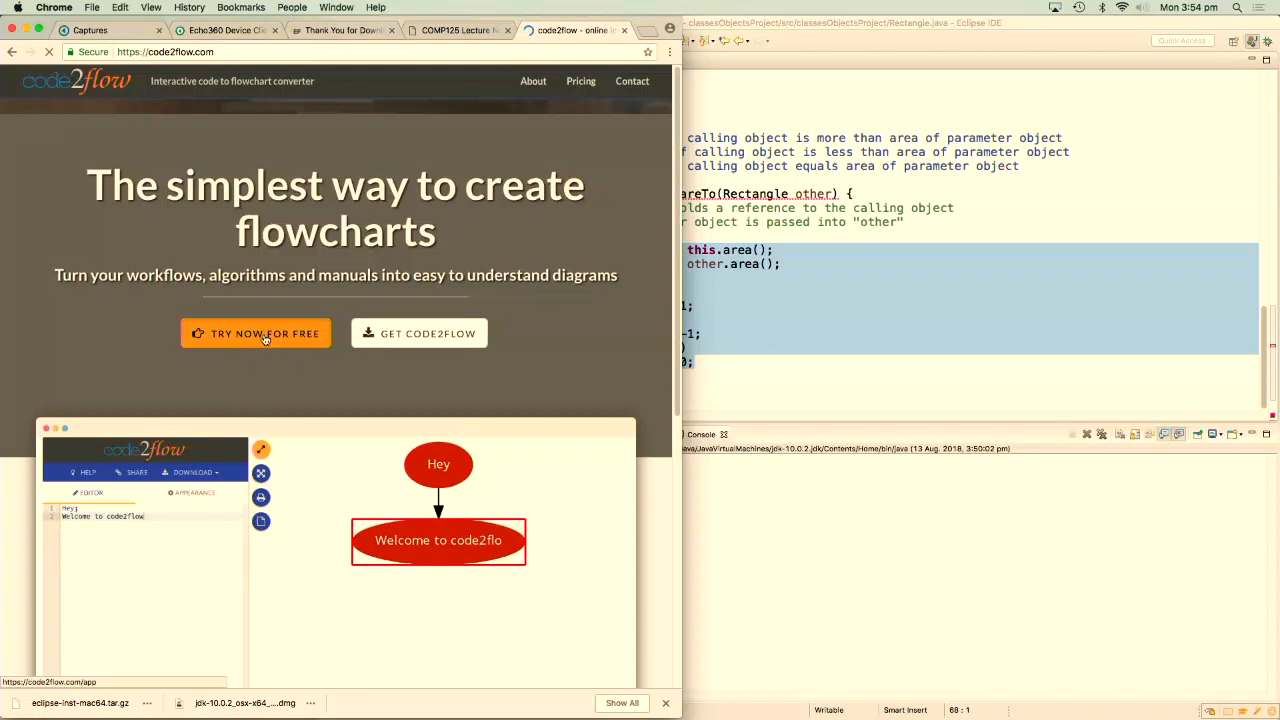 Chrome File Edit View History Bookmarks People Window Help
Mon 3:54 pm
Captures
Echo360 Device Clie
EF Thank You for Downl
COMP125 Lecture No
code2flow - online in
classesObjectsProject/src/classesObjectsProject/Rectangle.java - Eclipse IDE
Secure https://code2flow.com
Quick Access
code2flow Interactive code to flowchart converter
About Pricing Contact
The simplest way to create
flowcharts
Turn your workflows, algorithms and manuals into easy to understand diagrams
TRY NOW FOR FREE
GET CODE2FLOW
code2flow
HELP SHARE DOWNLOAD
EDITOR APPEARANCE
1 Hey;
2 Welcome to code2flow
Hey
Welcome to code2flo
https://code2flow.com/app
eclipse-inst-mac64.tar.gz
jdk-10.0.2_osx-x64_....dmg
Show All
calling object is more than area of parameter object
f calling object is less than area of parameter object
calling object equals area of parameter object
areTo(Rectangle other) {
olds a reference to the calling object
r object is passed into "other"
this.area();
other.area();
1;
-1;
)
0;
Console
/Java/JavaVirtualMachines/jdk-10.0.2.jdk/Contents/Home/bin/java (13 Aug. 2018, 3:50:02 pm)
Writable Smart Insert 68 : 1